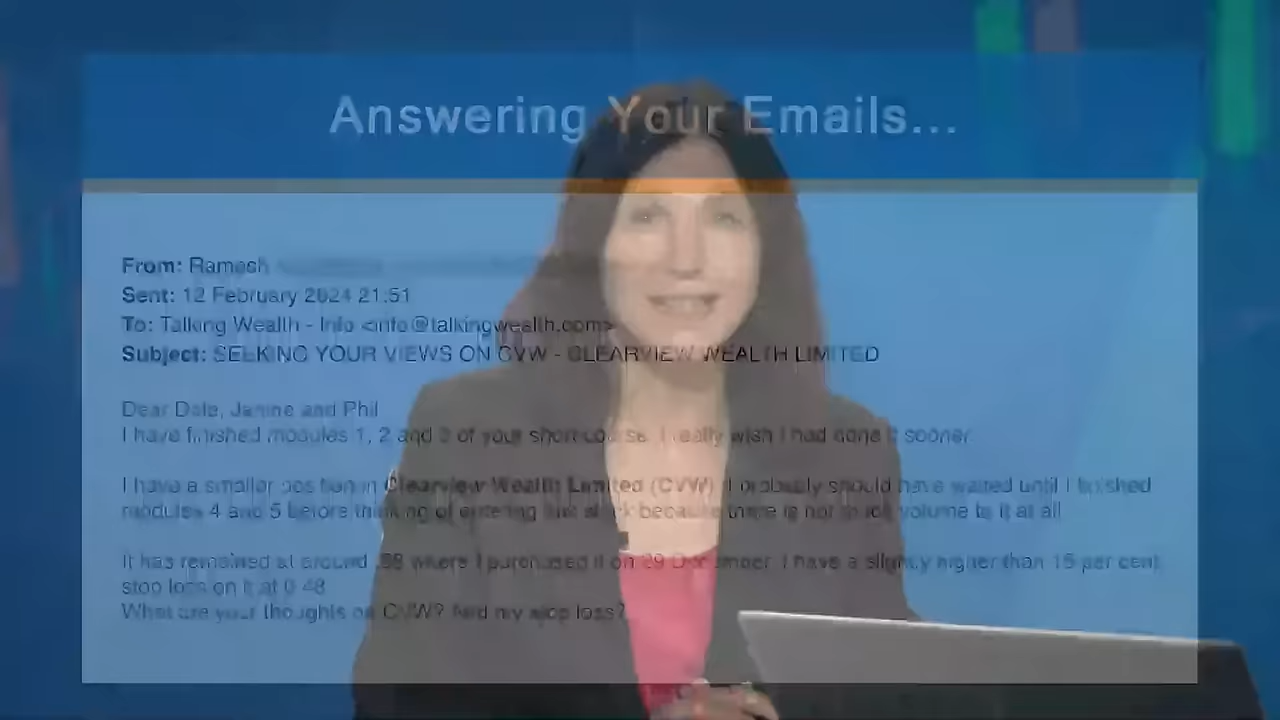 Answering Your Emails...
From: Ramesh
Sent: 12 February 2024 21:51
To: Talking Wealth - Info <info@talkingwealth.com>
Subject: SEEKING YOUR VIEWS ON CVW - CLEARVIEW WEALTH LIMITED
Dear Dale, Janine and Phil
I have finished modules 1, 2 and 3 of your short course. I really wish I had done it sooner
I have a smaller position in Clearview Wealth Limited (CVW). I probably should have waited until I finished
modules 4 and 5 before thinking of entering this stock because there is not much volume to it at all
It has remained at around where I purchased it on 29 December. I have a slightly higher than 15 per cent
stop loss on it at 0.48
What are your thoughts on CVW? And my stop loss?